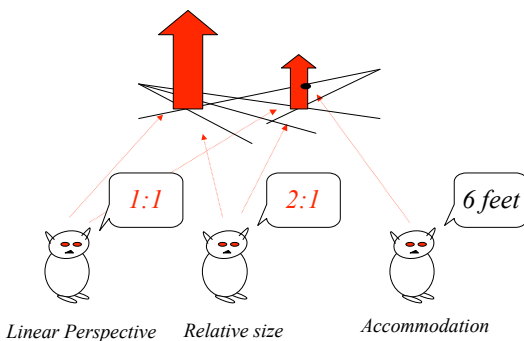 1:1
2:1
6 feet
Linear Perspective
Relative size
Accommodation